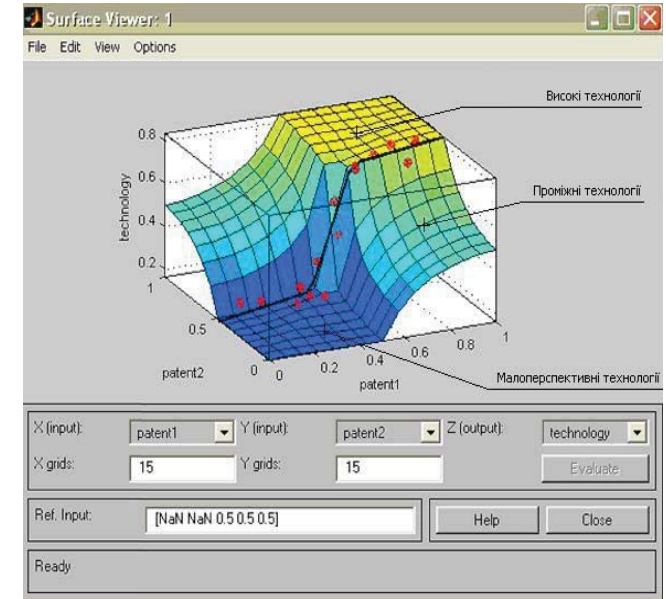 Surface Viewer: 1
File Edit View Options
Високі технології
Проміжні технології
Малоперспективні технології
technology
0.8
0.6
0.4
0.2
1
0.5
0
patent2
0
0.2
0.4
0.6
0.8
1
patent1
X (input): patent1 Y (input): patent2 Z (output): technology
X grids: 15 Y grids: 15 Evaluate
Ref. Input: [NaN NaN 0.5 0.5 0.5] Help Close
Ready